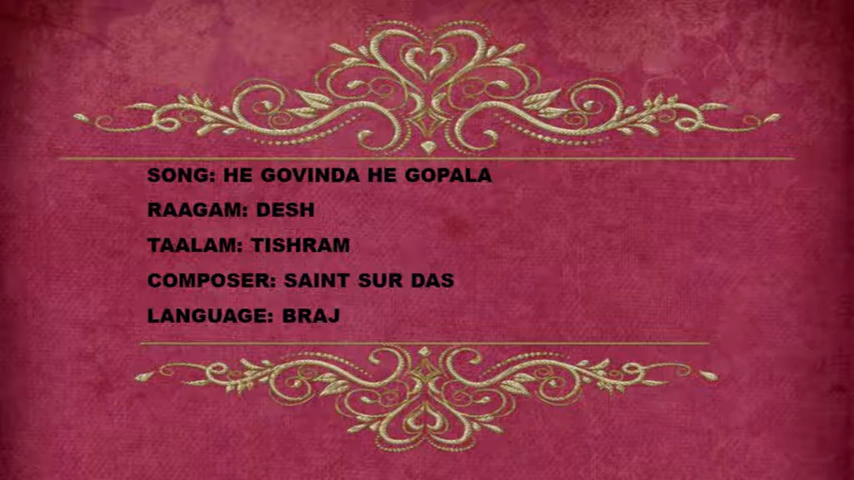 SONG: HE GOVINDA HE GOPALA
RAAGAM: DESH
TAALAM: TISHRAM
COMPOSER: SAINT SUR DAS
LANGUAGE: BRAJ